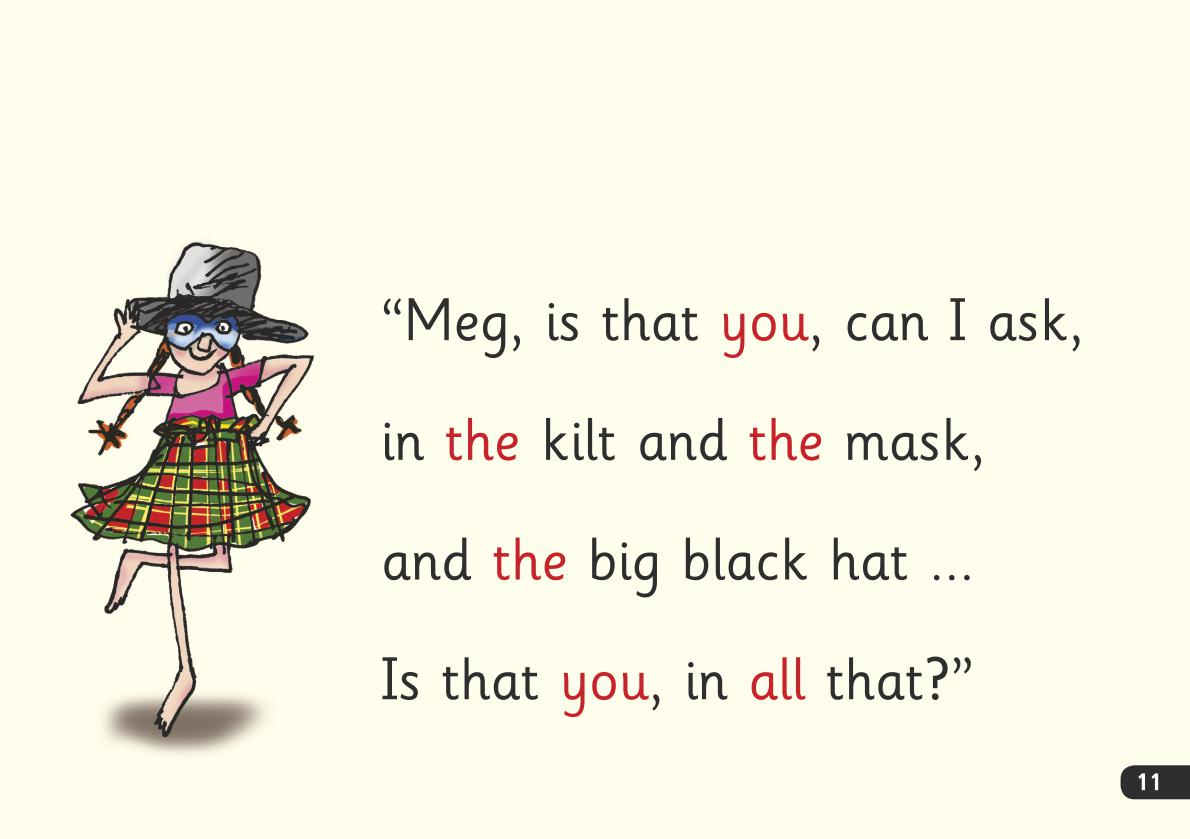 “Meg, is that you, can I ask,
in the kilt and the mask,
and the big black hat ...
Is that you, in all that?”
11